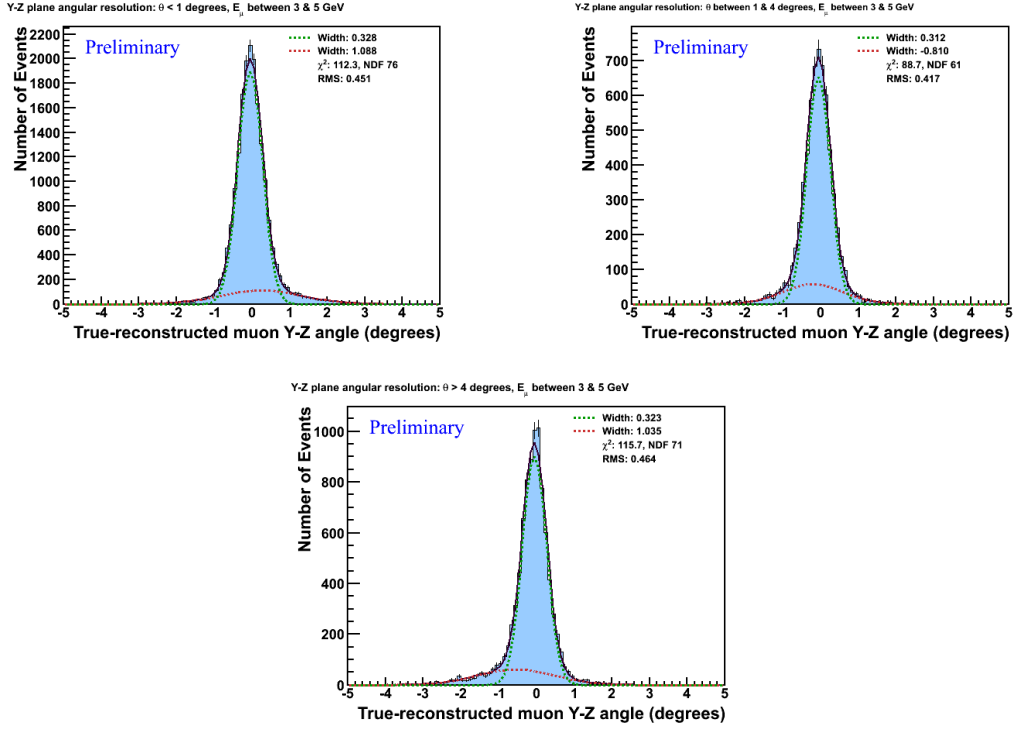 Y-Z plane angular resolution: θ < 1 degrees, Eμ between 3 & 5 GeV
Preliminary
Width: 0.328
Width: 1.088
χ²: 112.3, NDF 76
RMS: 0.451
Number of Events
2200
2000
1800
1600
1400
1200
1000
800
600
400
200
0
-5 -4 -3 -2 -1 0 1 2 3 4 5
True-reconstructed muon Y-Z angle (degrees)
Y-Z plane angular resolution: θ between 1 & 4 degrees, Eμ between 3 & 5 GeV
Preliminary
Width: 0.312
Width: -0.810
χ²: 88.7, NDF 61
RMS: 0.417
Number of Events
700
600
500
400
300
200
100
0
-5 -4 -3 -2 -1 0 1 2 3 4 5
True-reconstructed muon Y-Z angle (degrees)
Y-Z plane angular resolution: θ > 4 degrees, Eμ between 3 & 5 GeV
Preliminary
Width: 0.323
Width: 1.035
χ²: 115.7, NDF 71
RMS: 0.464
Number of Events
1000
800
600
400
200
0
-5 -4 -3 -2 -1 0 1 2 3 4 5
True-reconstructed muon Y-Z angle (degrees)